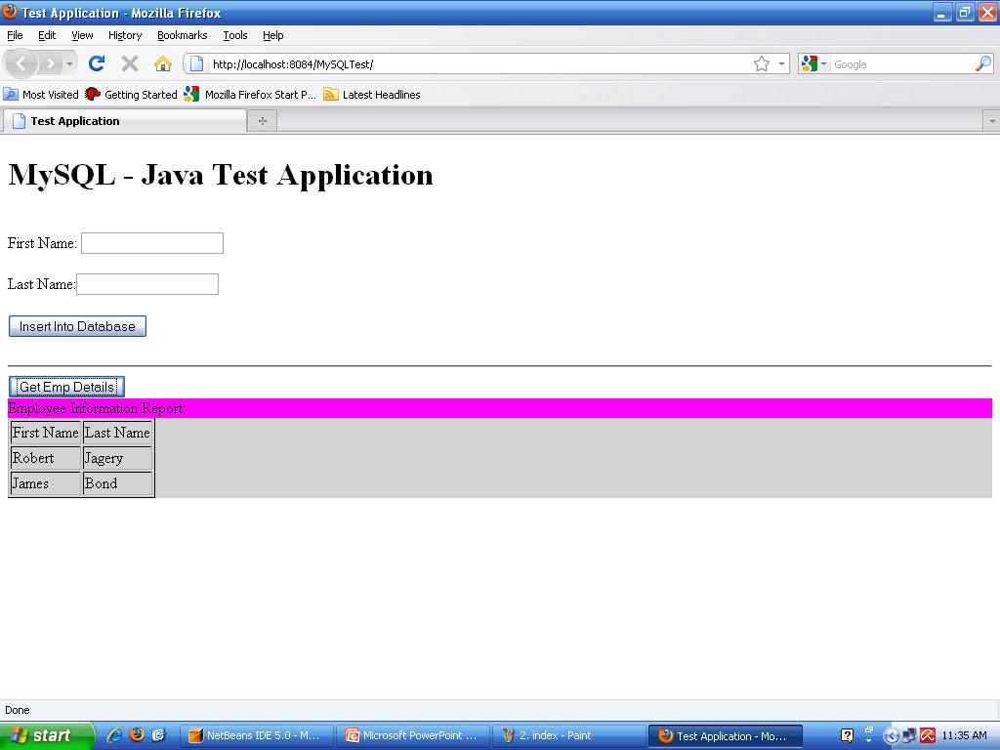 Test Application - Mozilla Firefox
File Edit View History Bookmarks Tools Help
http://localhost:8084/MySQLTest/ Google
Most Visited Getting Started Mozilla Firefox Start P... Latest Headlines
Test Application
MySQL - Java Test Application
First Name:
Last Name:
Insert Into Database
Get Emp Details
Employee Information Report
First Name Last Name
Robert Jagery
James Bond
Done
start NetBeans IDE 5.0 - M... Microsoft PowerPoint ... 2. index - Paint Test Application - Mo... 11:35 AM